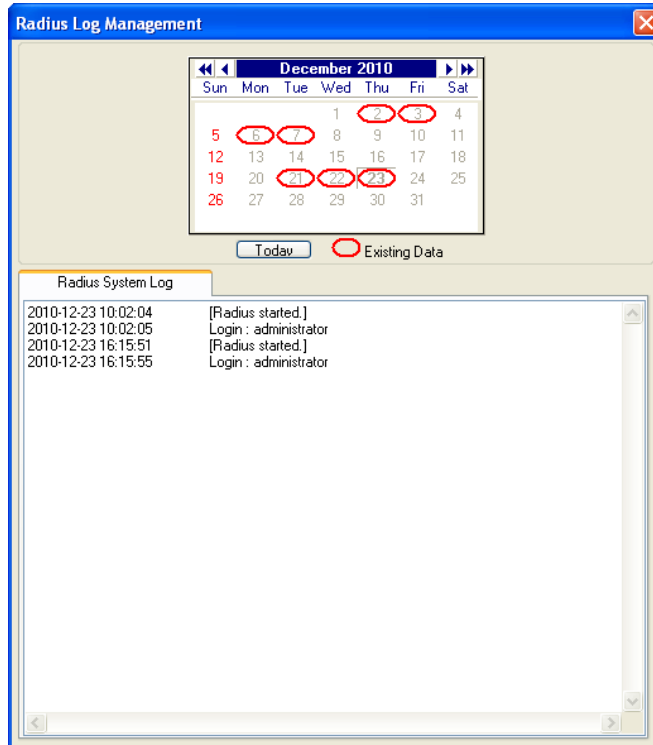 Radius Log Management
December 2010
Sun Mon Tue Wed Thu Fri Sat
1 2 3 4
5 6 7 8 9 10 11
12 13 14 15 16 17 18
19 20 21 22 23 24 25
26 27 28 29 30 31
Today Existing Data
Radius System Log
2010-12-23 10:02:04 [Radius started.]
2010-12-23 10:02:05 Login : administrator
2010-12-23 16:15:51 [Radius started.]
2010-12-23 16:15:55 Login : administrator